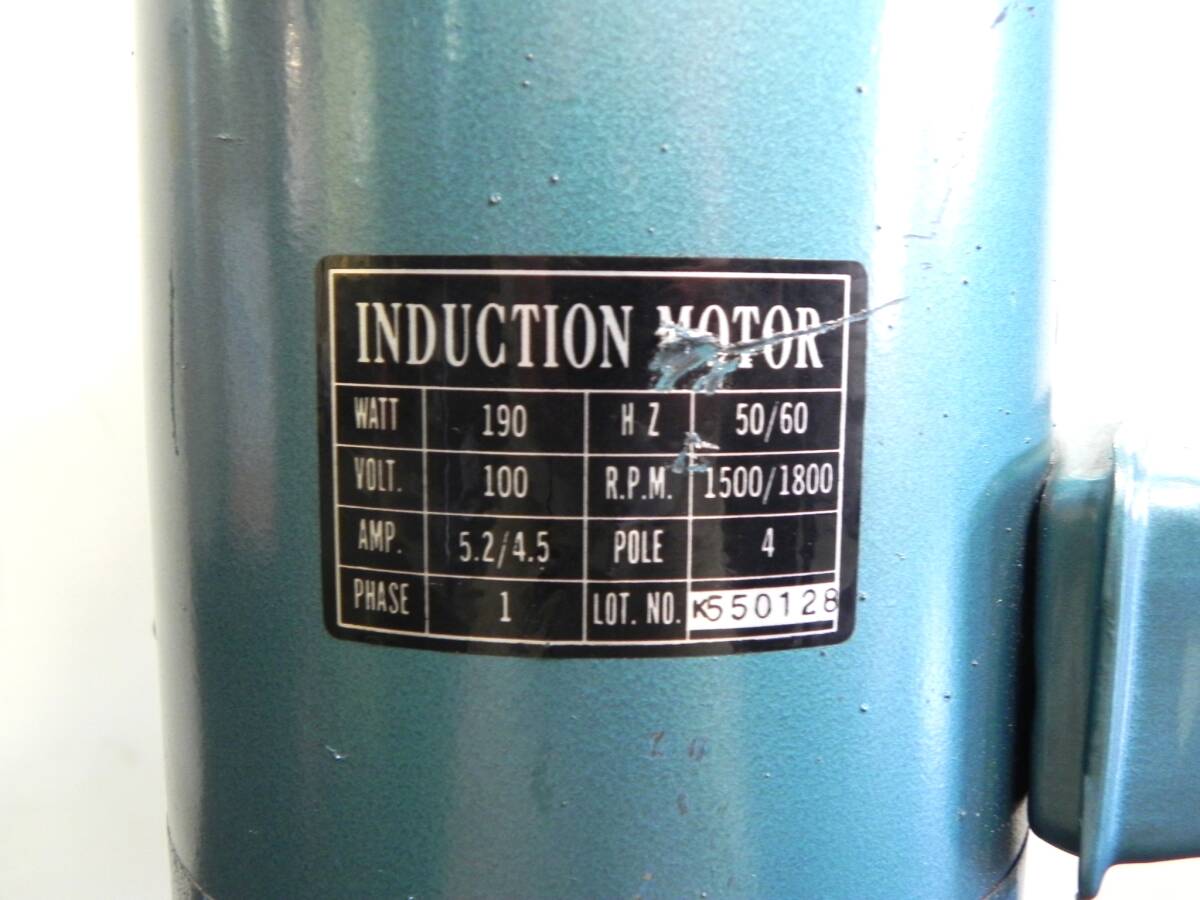 INDUCTION MOTOR
WATT 190 HZ 50/60
VOLT. 100 R.P.M. 1500/1800
AMP. 5.2/4.5 POLE 4
PHASE 1 LOT. NO. K550128